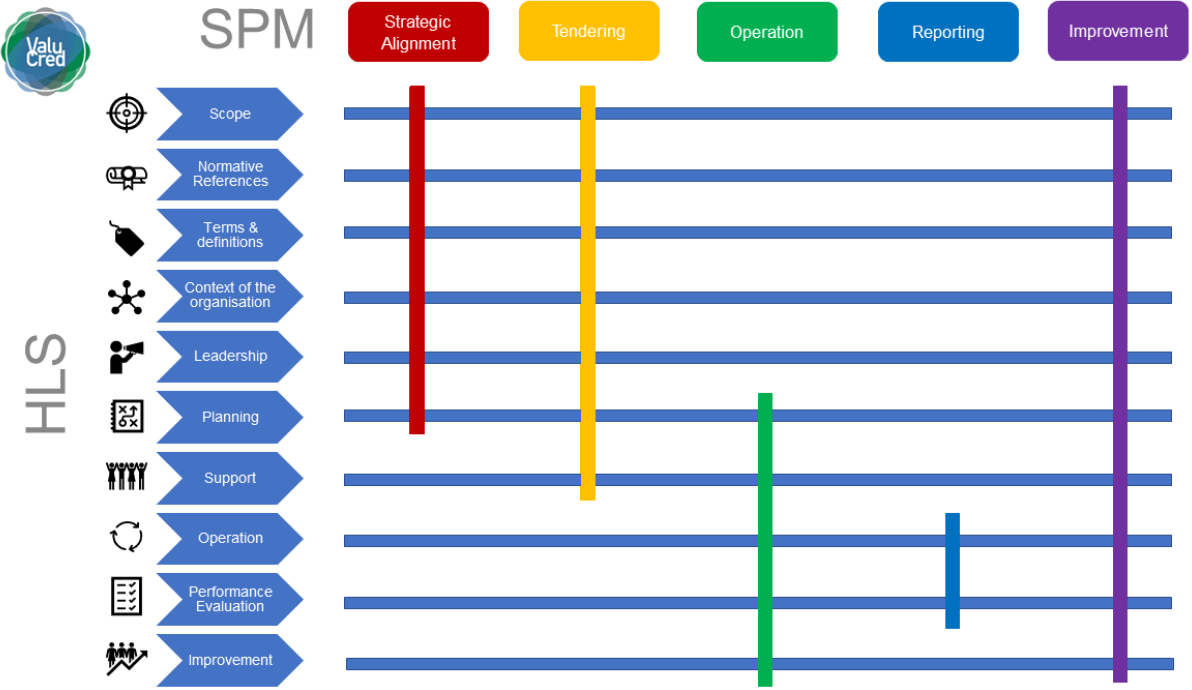 Valu
Cred
SPM
Strategic
Alignment
Tendering
Operation
Reporting
Improvement
HLS
Scope
Normative
References
Terms &
definitions
Context of the
organisation
Leadership
Planning
Support
Operation
Performance
Evaluation
Improvement